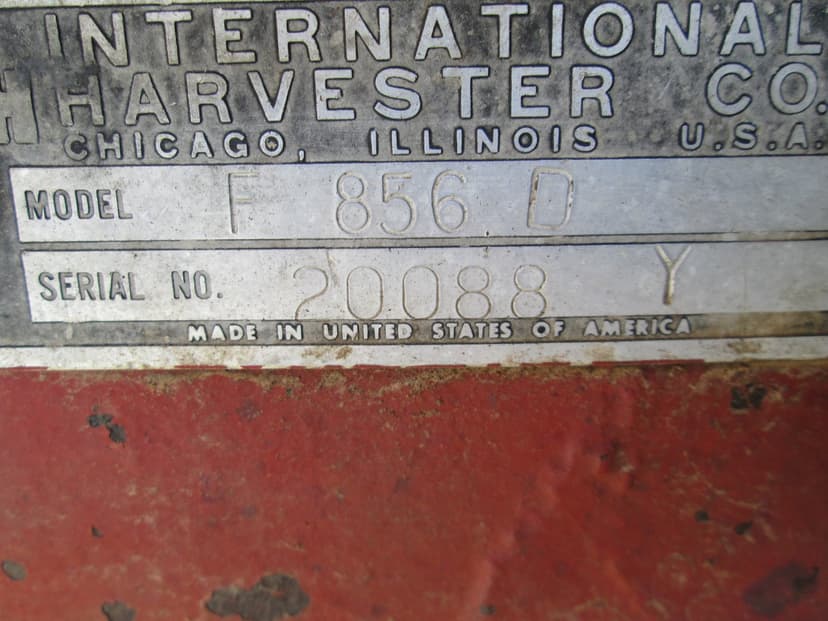 INTERNATIONAL
HARVESTER CO.
CHICAGO, ILLINOIS U.S.A.
MODEL F 856 D
SERIAL NO. 20088 Y
MADE IN UNITED STATES OF AMERICA